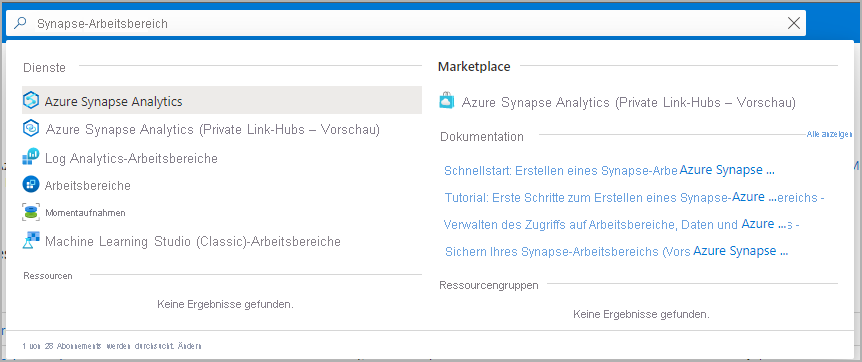 Synapse-Arbeitsbereich
Dienste
Azure Synapse Analytics
Azure Synapse Analytics (Private Link-Hubs – Vorschau)
Log Analytics-Arbeitsbereiche
Arbeitsbereiche
Momentaufnahmen
Machine Learning Studio (Classic)-Arbeitsbereiche
Ressourcen
Keine Ergebnisse gefunden.
Marketplace
Azure Synapse Analytics (Private Link-Hubs – Vorschau)
Dokumentation
Alle anzeigen
Schnellstart: Erstellen eines Synapse-Arbe Azure Synapse ...
Tutorial: Erste Schritte zum Erstellen eines Synapse-Azure ...ereichs -
Verwalten des Zugriffs auf Arbeitsbereiche, Daten und Azure ...s -
Sichern Ihres Synapse-Arbeitsbereichs (Vors Azure Synapse ...
Ressourcengruppen
Keine Ergebnisse gefunden.
1 von 28 Abonnements werden durchsucht. Ändern